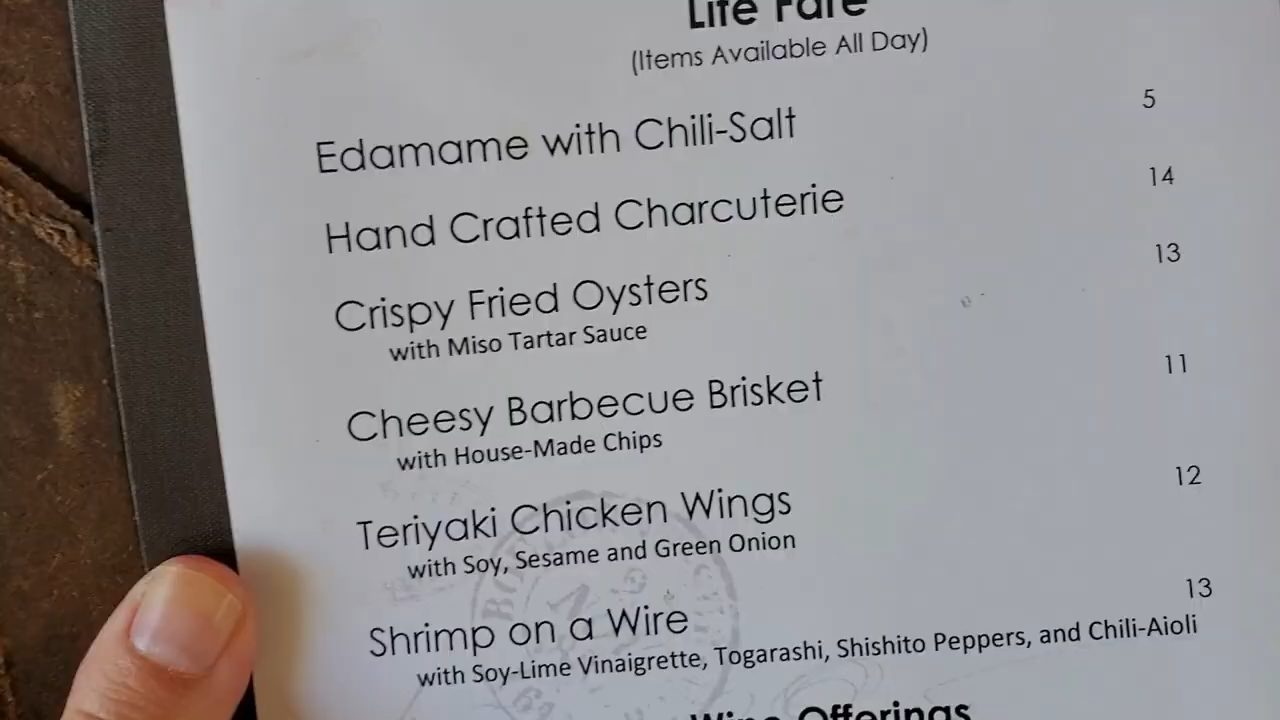 Lite Fare
(Items Available All Day)
Edamame with Chili-Salt 5
Hand Crafted Charcuterie 14
Crispy Fried Oysters 13
with Miso Tartar Sauce
Cheesy Barbecue Brisket 11
with House-Made Chips
Teriyaki Chicken Wings 12
with Soy, Sesame and Green Onion
Shrimp on a Wire 13
with Soy-Lime Vinaigrette, Togarashi, Shishito Peppers, and Chili-Aioli
Wine Offerings